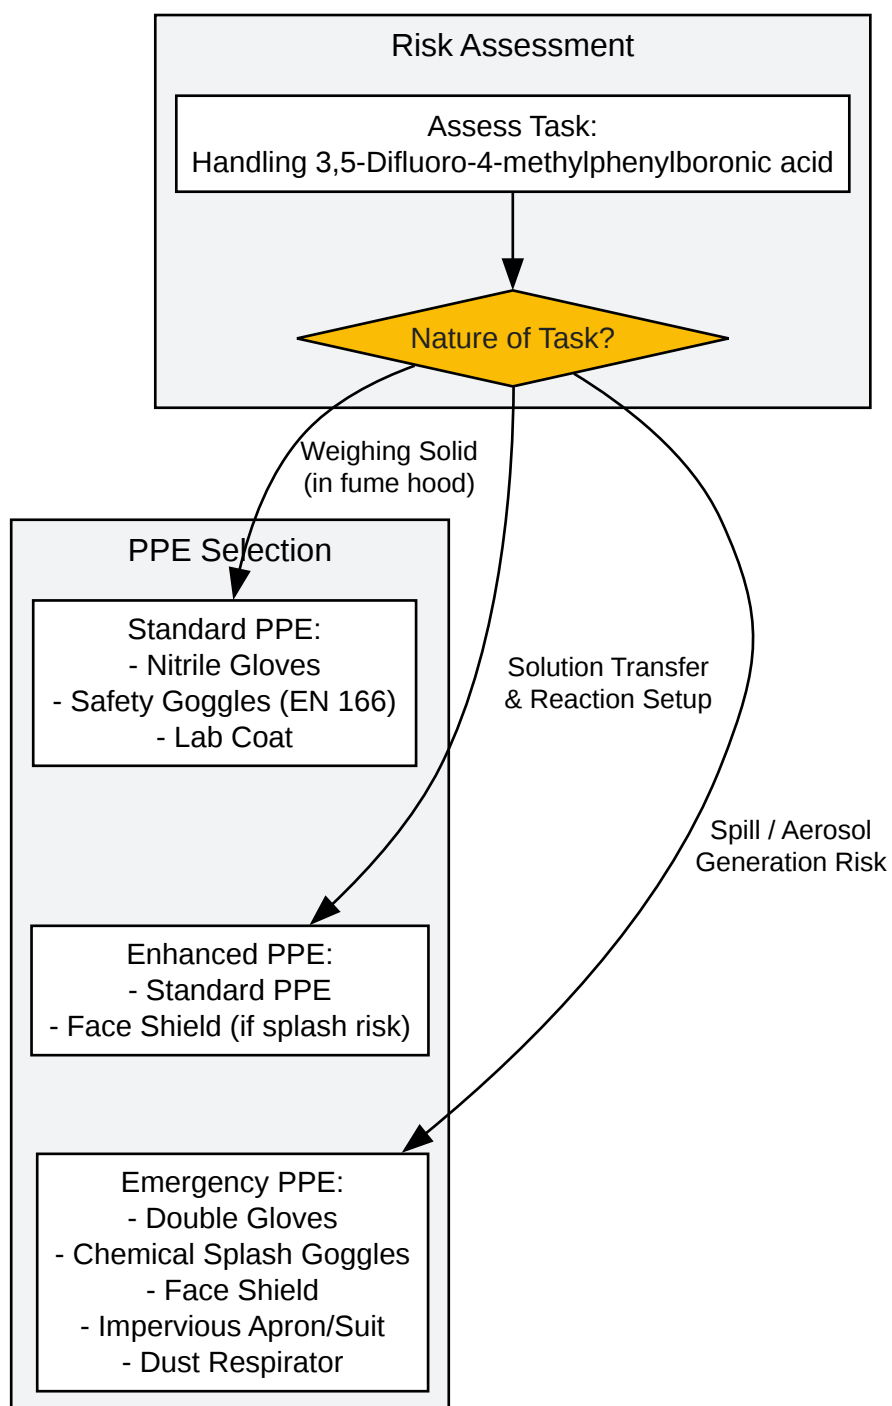 Risk Assessment
Assess Task:
Handling 3,5-Difluoro-4-methylphenylboronic acid
Nature of Task?
Weighing Solid
(in fume hood)
PPE Selection
Standard PPE:
- Nitrile Gloves
- Safety Goggles (EN 166)
- Lab Coat
Solution Transfer
& Reaction Setup
Spill / Aerosol
Generation Risk
Enhanced PPE:
- Standard PPE
- Face Shield (if splash risk)
Emergency PPE:
- Double Gloves
- Chemical Splash Goggles
- Face Shield
- Impervious Apron/Suit
- Dust Respirator